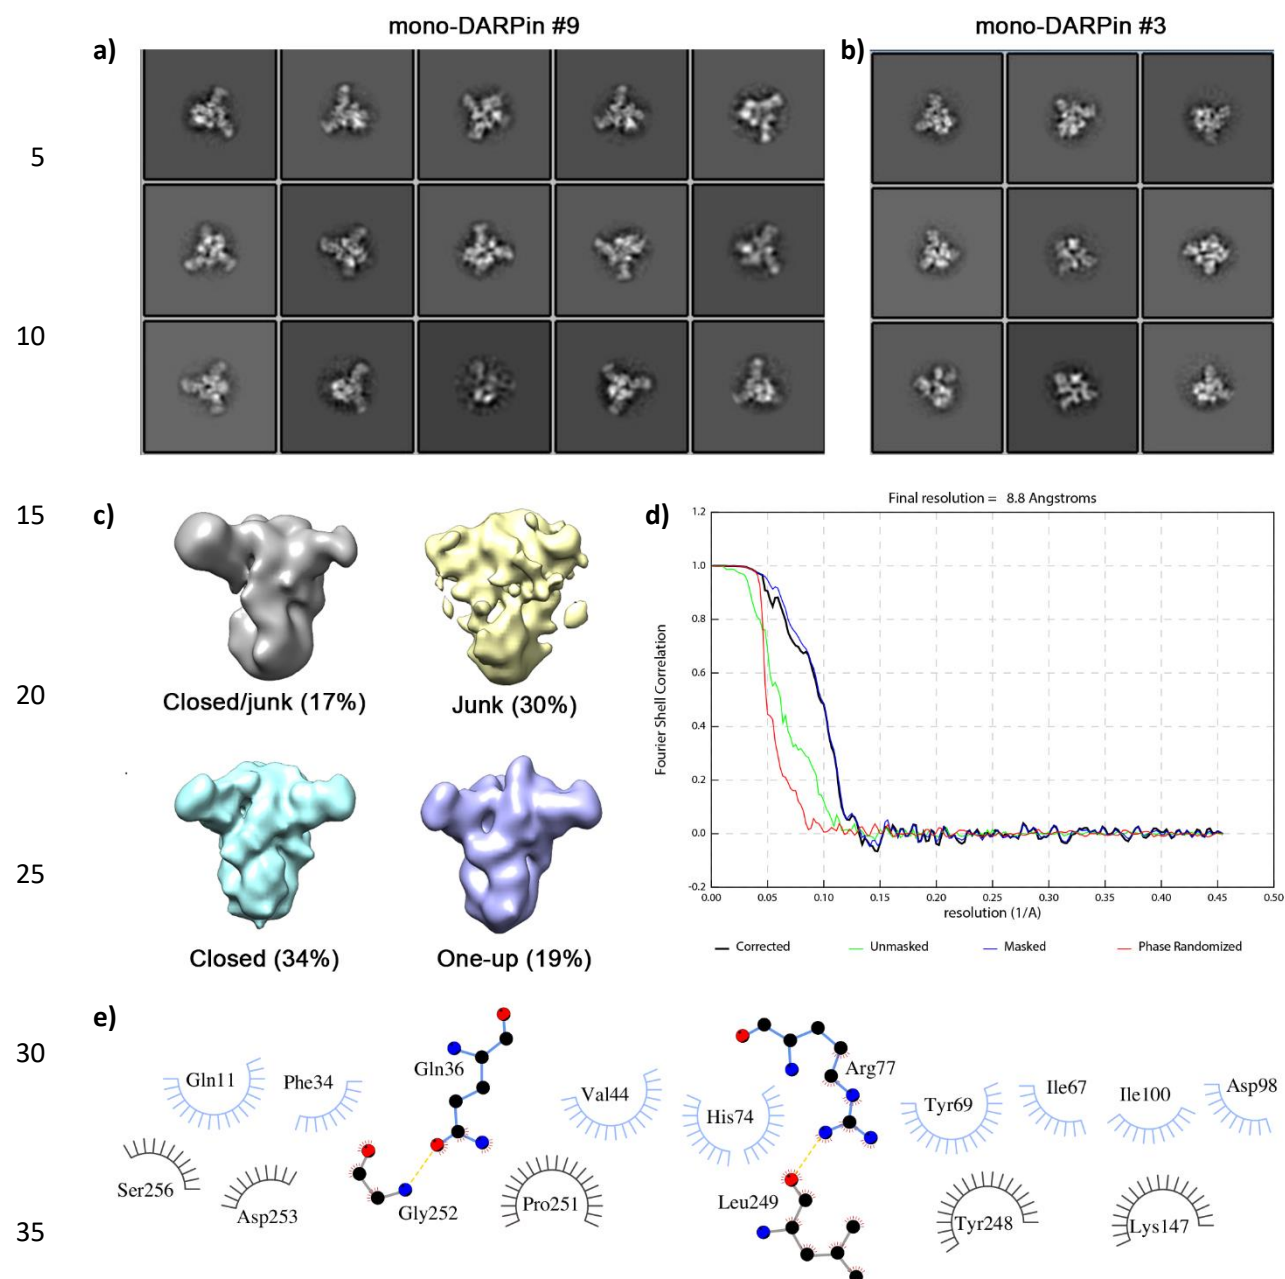 mono-DARPin #9
mono-DARPin #3
a)
b)
5
10
15
c)
d)
Final resolution = 8.8 Angstroms
1.2
1.0
0.8
0.6
0.4
0.2
0.0
-0.2
Fourier Shell Correlation
0.00 0.05 0.10 0.15 0.20 0.25 0.30 0.35 0.40 0.45 0.50
resolution (1/A)
Corrected Unmasked Masked Phase Randomized
Closed/junk (17%)
Junk (30%)
20
25
Closed (34%)
One-up (19%)
e)
30
Gln11
Phe34
Gln36
Val44
His74
Arg77
Tyr69
Ile67
Ile100
Asp98
Ser256
Asp253
Gly252
Pro251
Leu249
Tyr248
Lys147
35